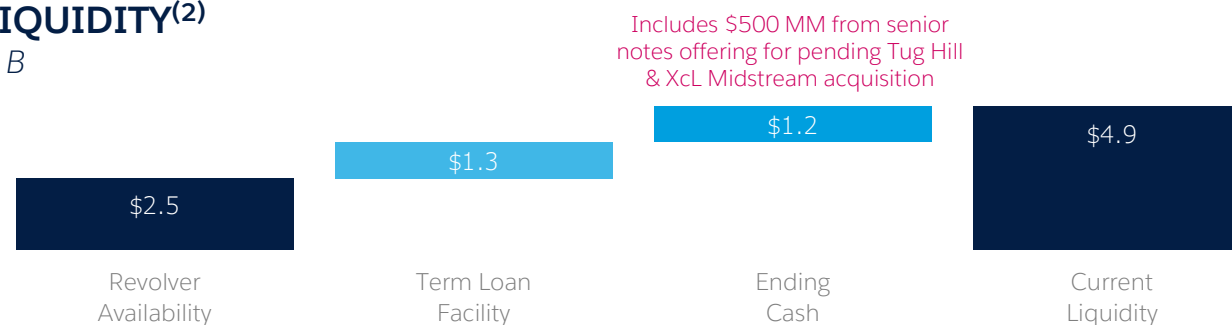 IQUIDITY(2)
B
Includes $500 MM from senior
notes offering for pending Tug Hill
& XcL Midstream acquisition
$2.5
$1.3
$1.2
$4.9
Revolver
Availability
Term Loan
Facility
Ending
Cash
Current
Liquidity